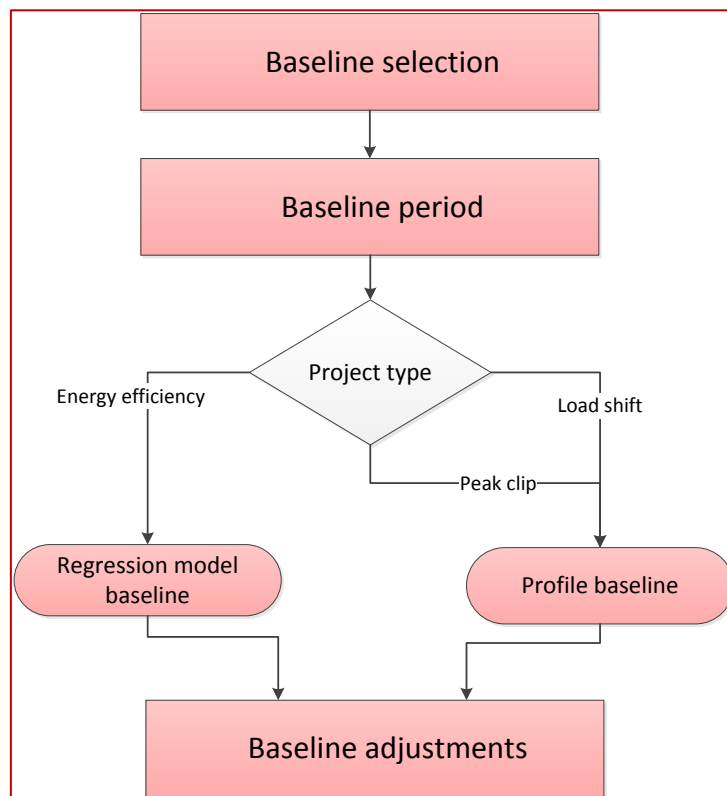 Baseline selection
Baseline period
Project type
Energy efficiency
Load shift
Peak clip
Regression model
baseline
Profile baseline
Baseline adjustments